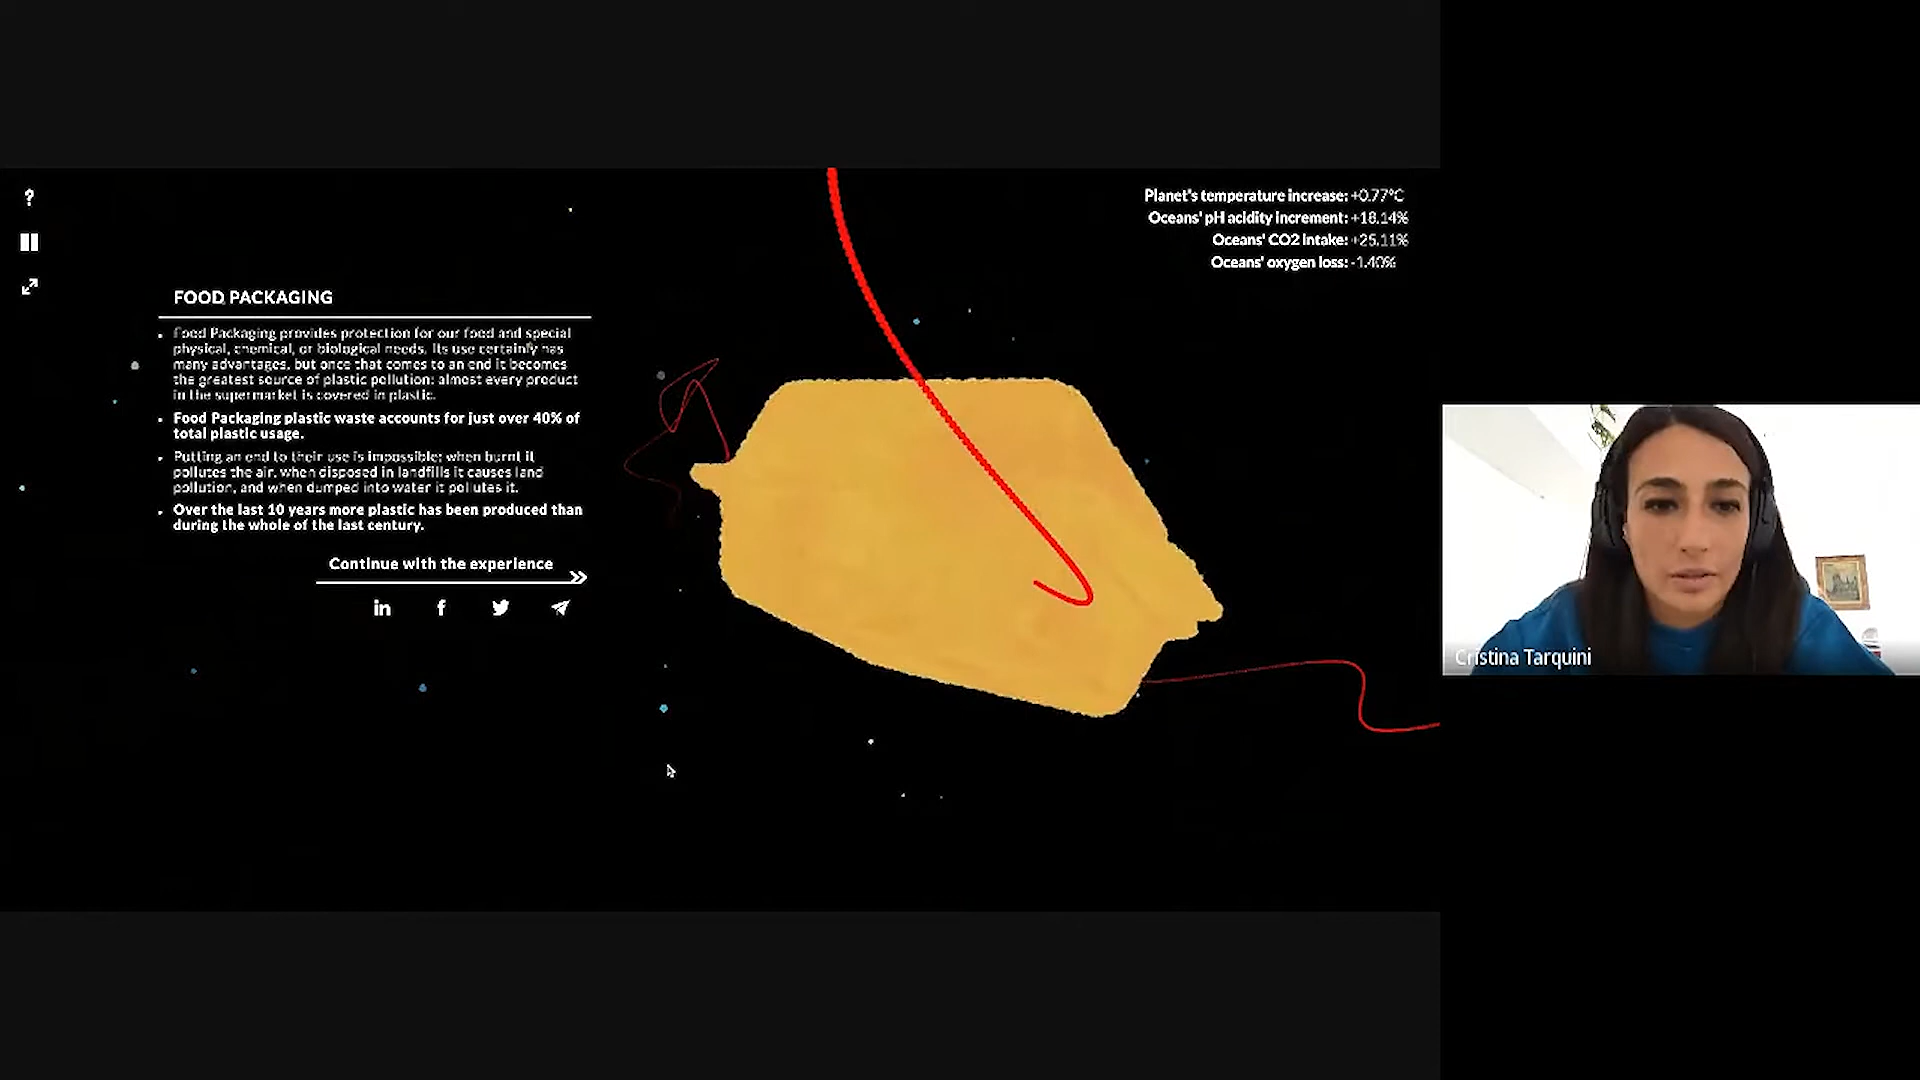 ?
Planet's temperature increase: +0.77°C
Oceans' pH acidity increment: +18.14%
Oceans' CO2 intake: +25.11%
Oceans' oxygen loss: -1.40%
FOOD PACKAGING
• Food Packaging provides protection for our food and special
physical, chemical, or biological needs. Its use certainly has
many advantages, but once that comes to an end it becomes
the greatest source of plastic pollution: almost every product
in the supermarket is covered in plastic.
• Food Packaging plastic waste accounts for just over 40% of
total plastic usage.
• Putting an end to their use is impossible; when burnt it
pollutes the air, when disposed in landfills it causes land
pollution, and when dumped into water it pollutes it.
• Over the last 10 years more plastic has been produced than
during the whole of the last century.
Continue with the experience
in f
Cristina Tarquini